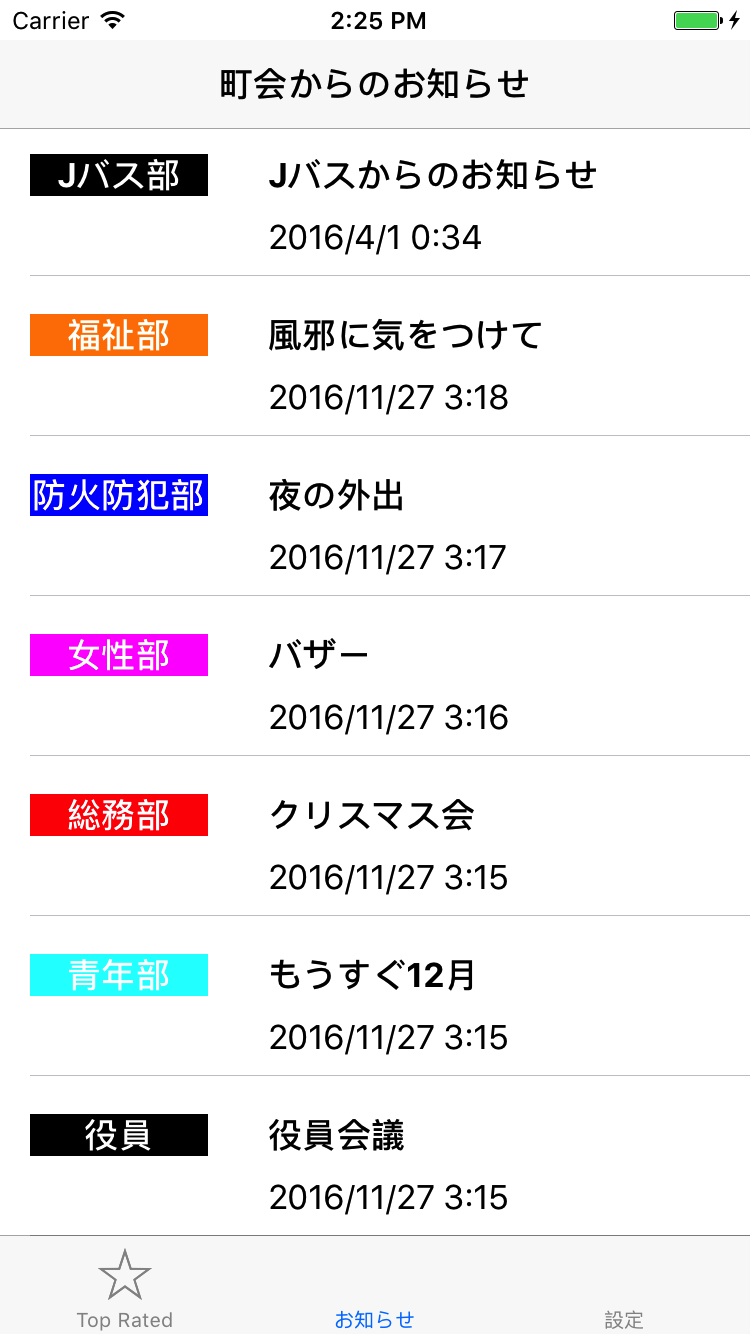 Carrier 2:25 PM
町会からのお知らせ
Jバス部 Jバスからのお知らせ
2016/4/1 0:34
福祉部 風邪に気をつけて
2016/11/27 3:18
防火防犯部 夜の外出
2016/11/27 3:17
女性部 バザー
2016/11/27 3:16
総務部 クリスマス会
2016/11/27 3:15
青年部 もうすぐ12月
2016/11/27 3:15
役員 役員会議
2016/11/27 3:15
Top Rated お知らせ 設定